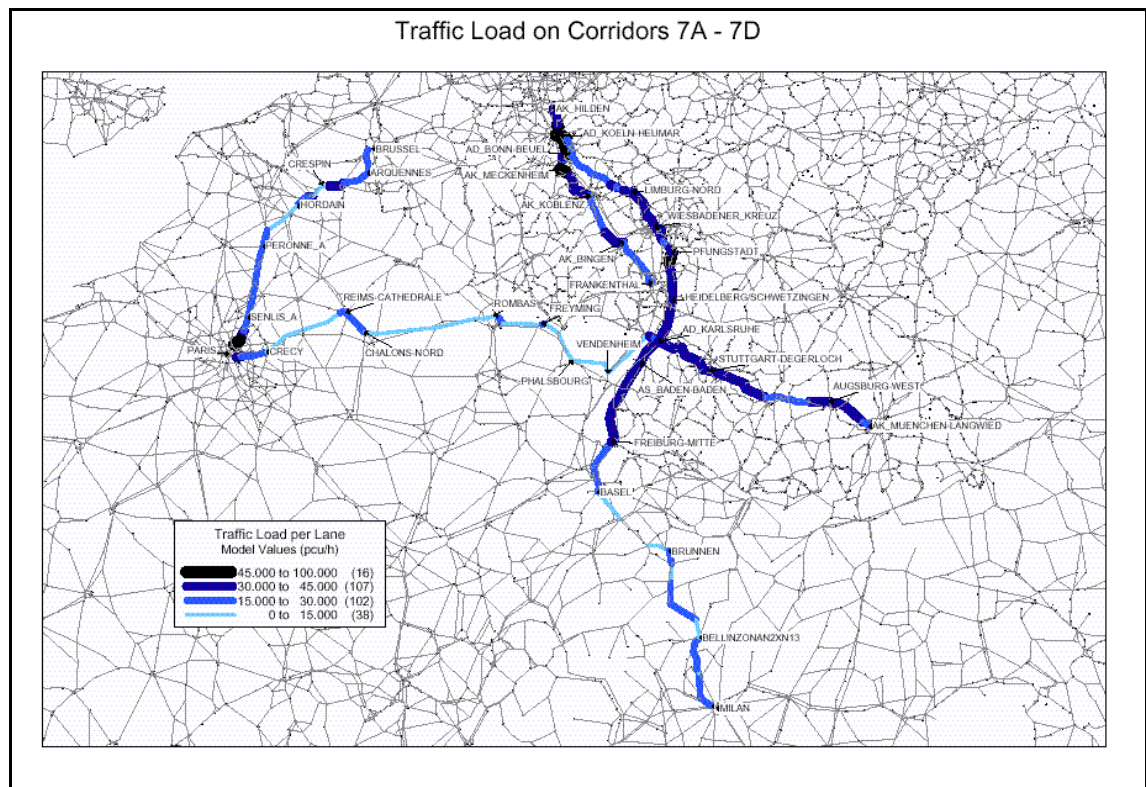 Traffic Load on Corridors 7A - 7D
AK_HILDEN
AD_KOELN-HEUMAR
BRUSSEL
AD_BONN-BEUEL
CRESPIN
ARQUENNES
AK_MECKENHEIM
LIMBURG-NORD
HORDAIN
AK_KOBLENZ
WIESBADENER_KREUZ
PERONNE_A
PFUNGSTADT
AK_BINGEN
FRANKENTHAL
REIMS-CATHEDRALE
HEIDELBERG/SCHWETZINGEN
ROMBAS
SENLIS_A
FREYMING
AD_KARLSRUHE
VENDENHEIM
PARIS
CRECY
CHALONS-NORD
STUTTGART-DEGERLOCH
PHALSBOURG
AS_BADEN-BADEN
AUGSBURG-WEST
AK_MUENCHEN-LANGWIED
FREIBURG-MITTE
BASEL
Traffic Load per Lane
Model Values (pcu/h)
45.000 to 100.000 (16)
30.000 to 45.000 (107)
15.000 to 30.000 (102)
0 to 15.000 (38)
BRUNNEN
BELLINZONAN2XN13
MILAN